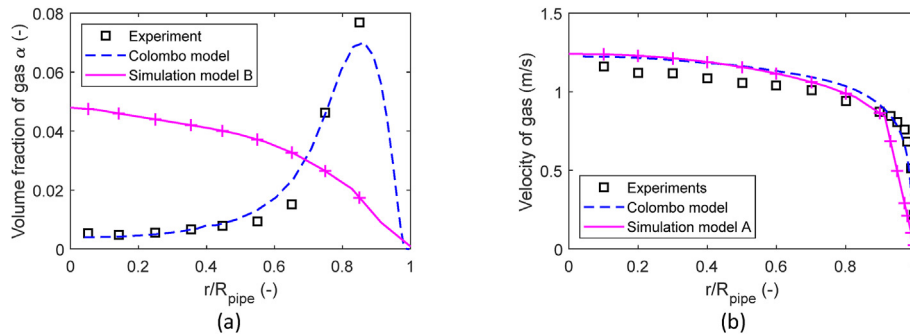 (a)
0.08
0.06
0.04
0.02
0
Volume fraction of gas α (-)
Experiment
Colombo model
Simulation model B
0
0.2
0.4
0.6
0.8
1
r/R_pipe (-)
(a)
(b)
1.5
1
0.5
0
Velocity of gas (m/s)
Experiments
Colombo model
Simulation model A
0
0.2
0.4
0.6
0.8
r/R_pipe (-)
(b)